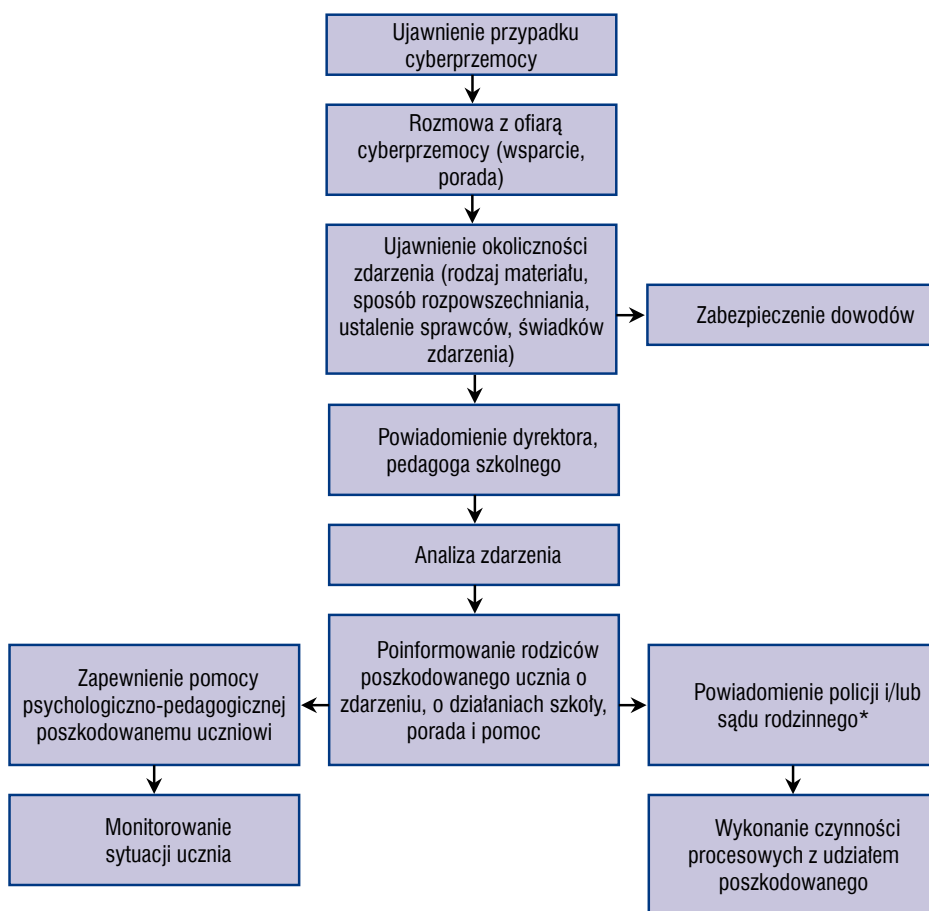 Ujawnienie przypadku
cyberprzemocy
Rozmowa z ofiarą
cyberprzemocy (wsparcie,
porada)
Ujawnienie okoliczności
zdarzenia (rodzaj materiału,
sposób rozpowszechniania,
ustalenie sprawców, świadków
zdarzenia)
Zabezpieczenie dowodów
Powiadomienie dyrektora,
pedagoga szkolnego
Analiza zdarzenia
Poinformowanie rodziców
poszkodowanego ucznia o
zdarzeniu, o działaniach szkoły,
porada i pomoc
Zapewnienie pomocy
psychologiczno-pedagogicznej
poszkodowanemu uczniowi
Powiadomienie policji i/lub
sądu rodzinnego*
Monitorowanie
sytuacji ucznia
Wykonanie czynności
procesowych z udziałem
poszkodowanego